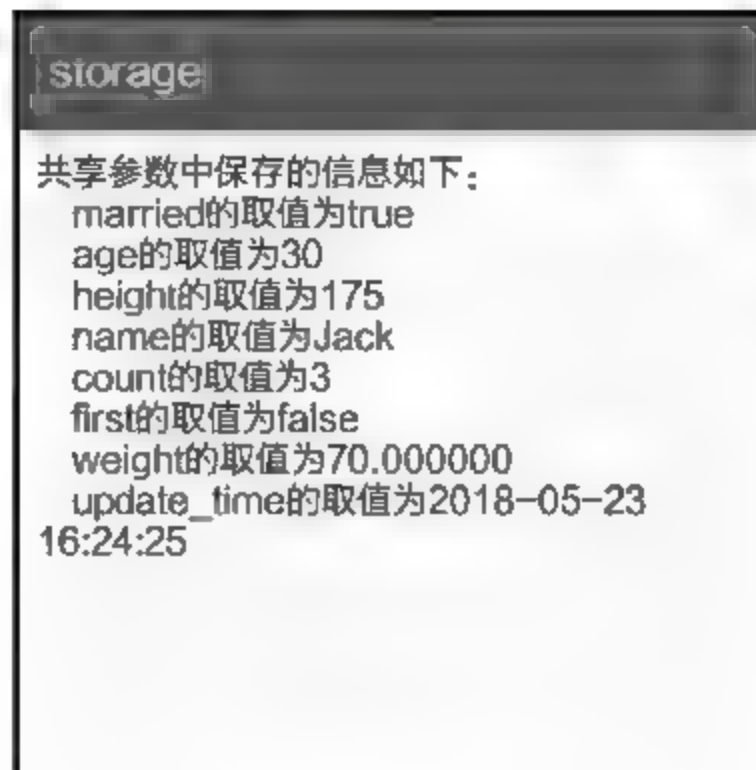 storage
共享参数中保存的信息如下：
married的取值为true
age的取值为30
height的取值为175
name的取值为Jack
count的取值为3
first的取值为false
weight的取值为70.000000
update_time的取值为2018-05-23
16:24:25